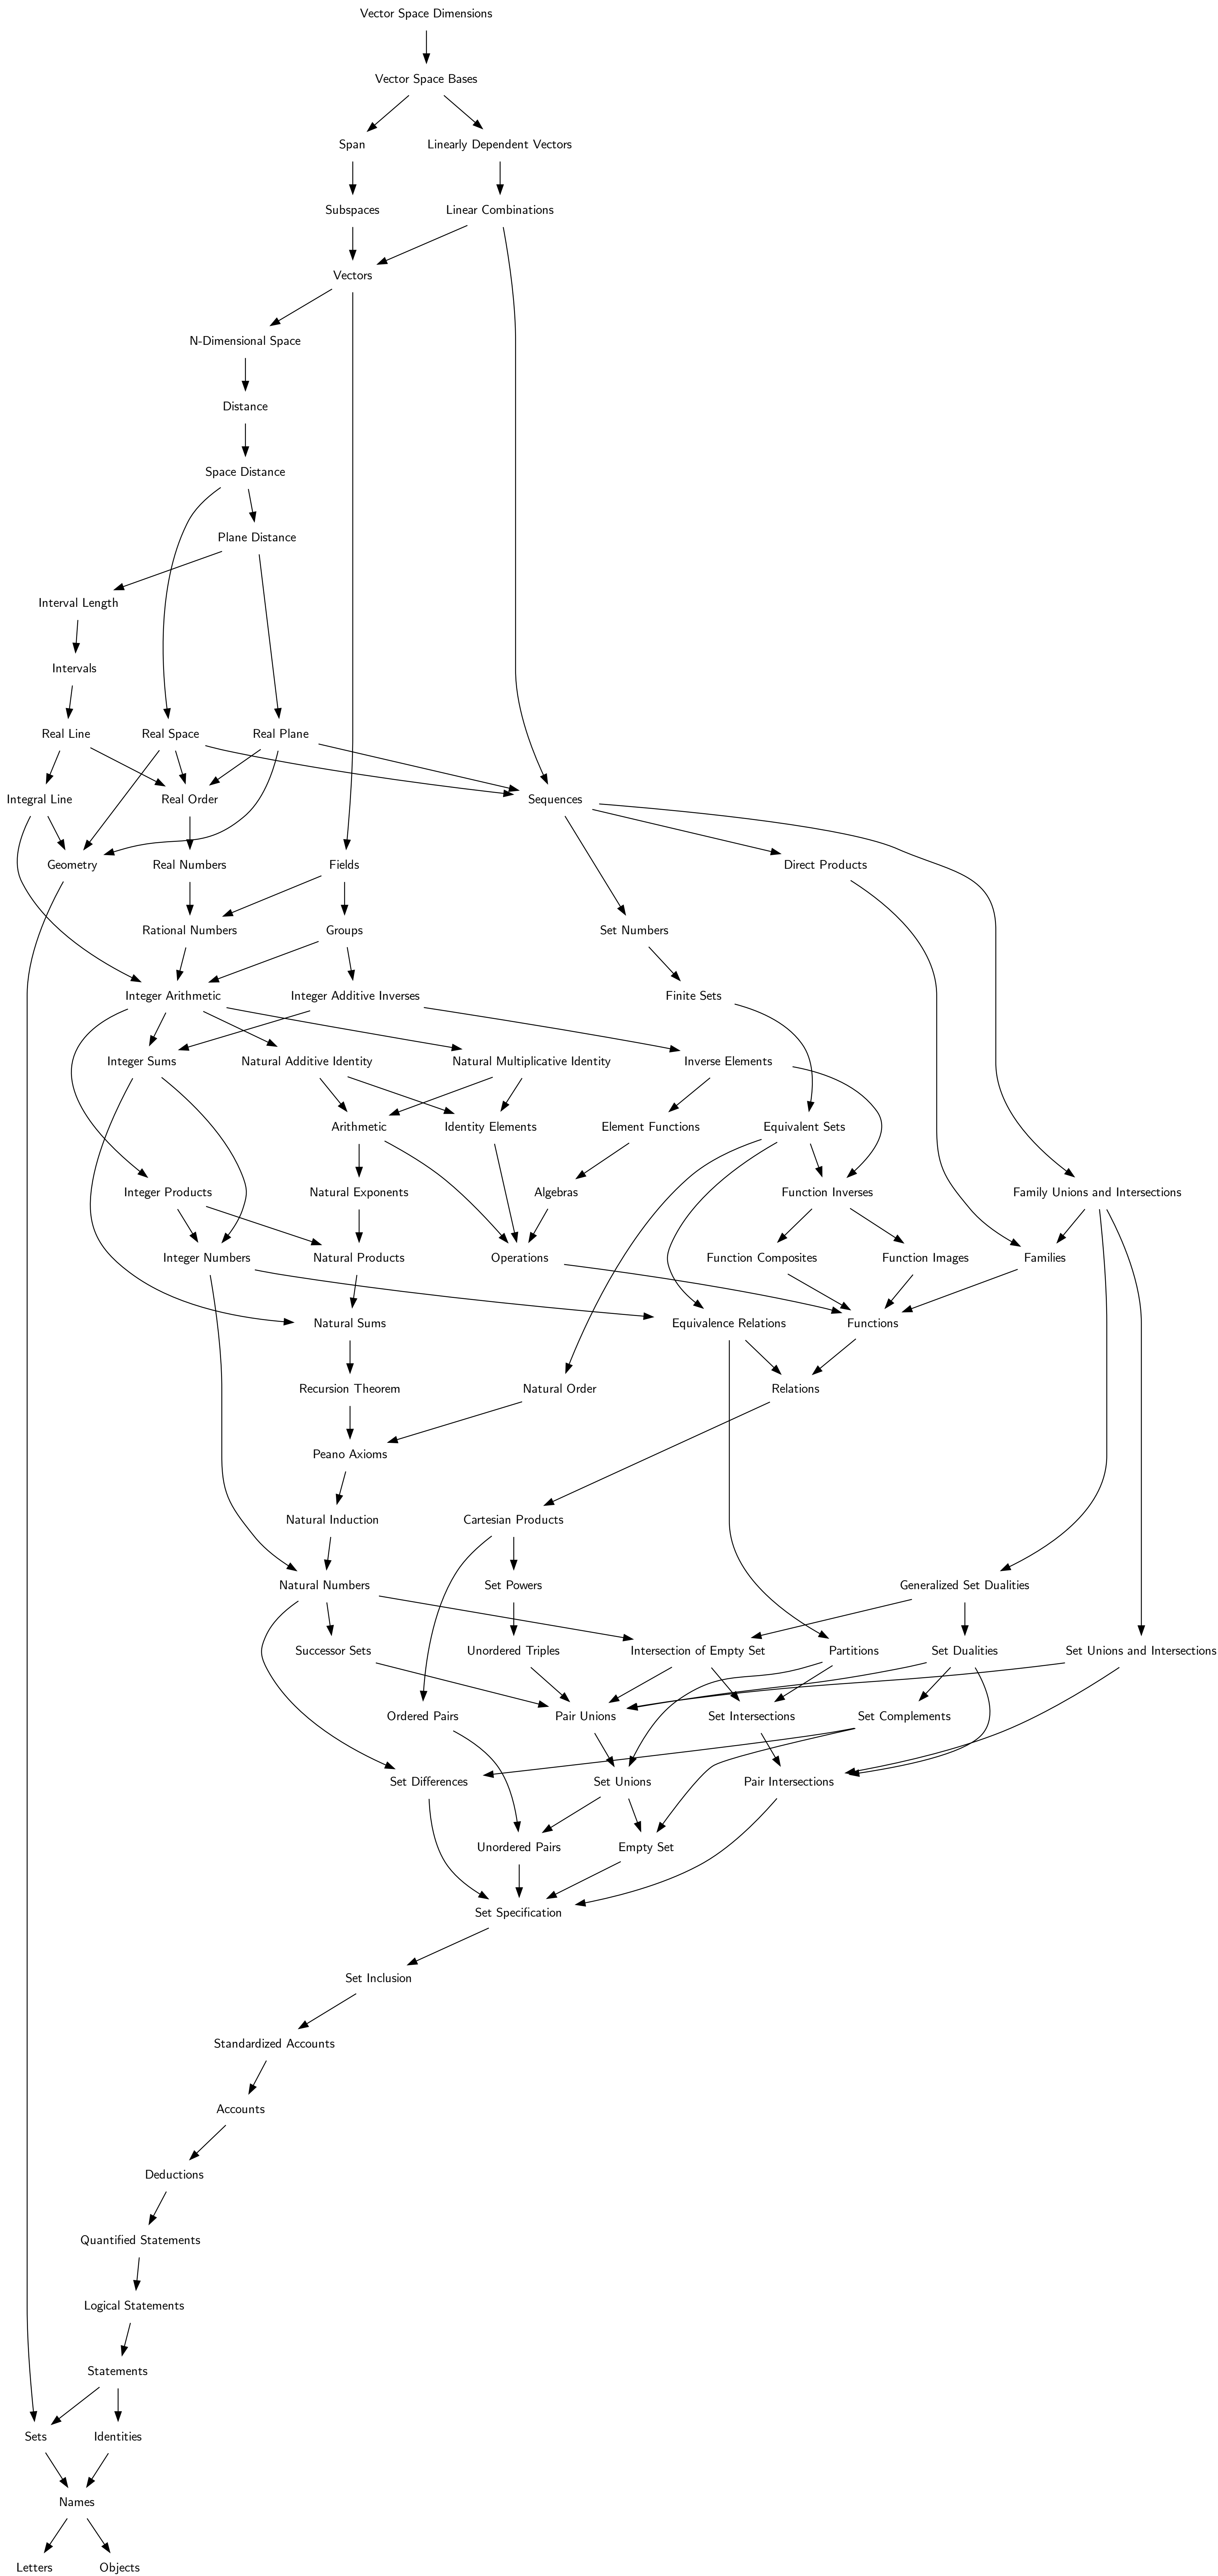 Vector Space Dimensions
Vector Space Bases
Span
Linearly Dependent Vectors
Subspaces
Linear Combinations
Vectors
N-Dimensional Space
Distance
Space Distance
Plane Distance
Interval Length
Intervals
Real Line
Real Space
Real Plane
Integral Line
Real Order
Sequences
Geometry
Real Numbers
Fields
Direct Products
Rational Numbers
Groups
Set Numbers
Integer Arithmetic
Integer Additive Inverses
Finite Sets
Integer Sums
Natural Additive Identity
Natural Multiplicative Identity
Inverse Elements
Arithmetic
Identity Elements
Element Functions
Equivalent Sets
Integer Products
Natural Exponents
Algebras
Function Inverses
Family Unions and Intersections
Integer Numbers
Natural Products
Operations
Function Composites
Function Images
Families
Natural Sums
Equivalence Relations
Functions
Recursion Theorem
Natural Order
Relations
Peano Axioms
Natural Induction
Cartesian Products
Natural Numbers
Set Powers
Generalized Set Dualities
Successor Sets
Unordered Triples
Intersection of Empty Set
Partitions
Set Dualities
Set Unions and Intersections
Ordered Pairs
Pair Unions
Set Intersections
Set Complements
Set Differences
Set Unions
Pair Intersections
Unordered Pairs
Empty Set
Set Specification
Set Inclusion
Standardized Accounts
Accounts
Deductions
Quantified Statements
Logical Statements
Statements
Sets
Identities
Names
Letters
Objects